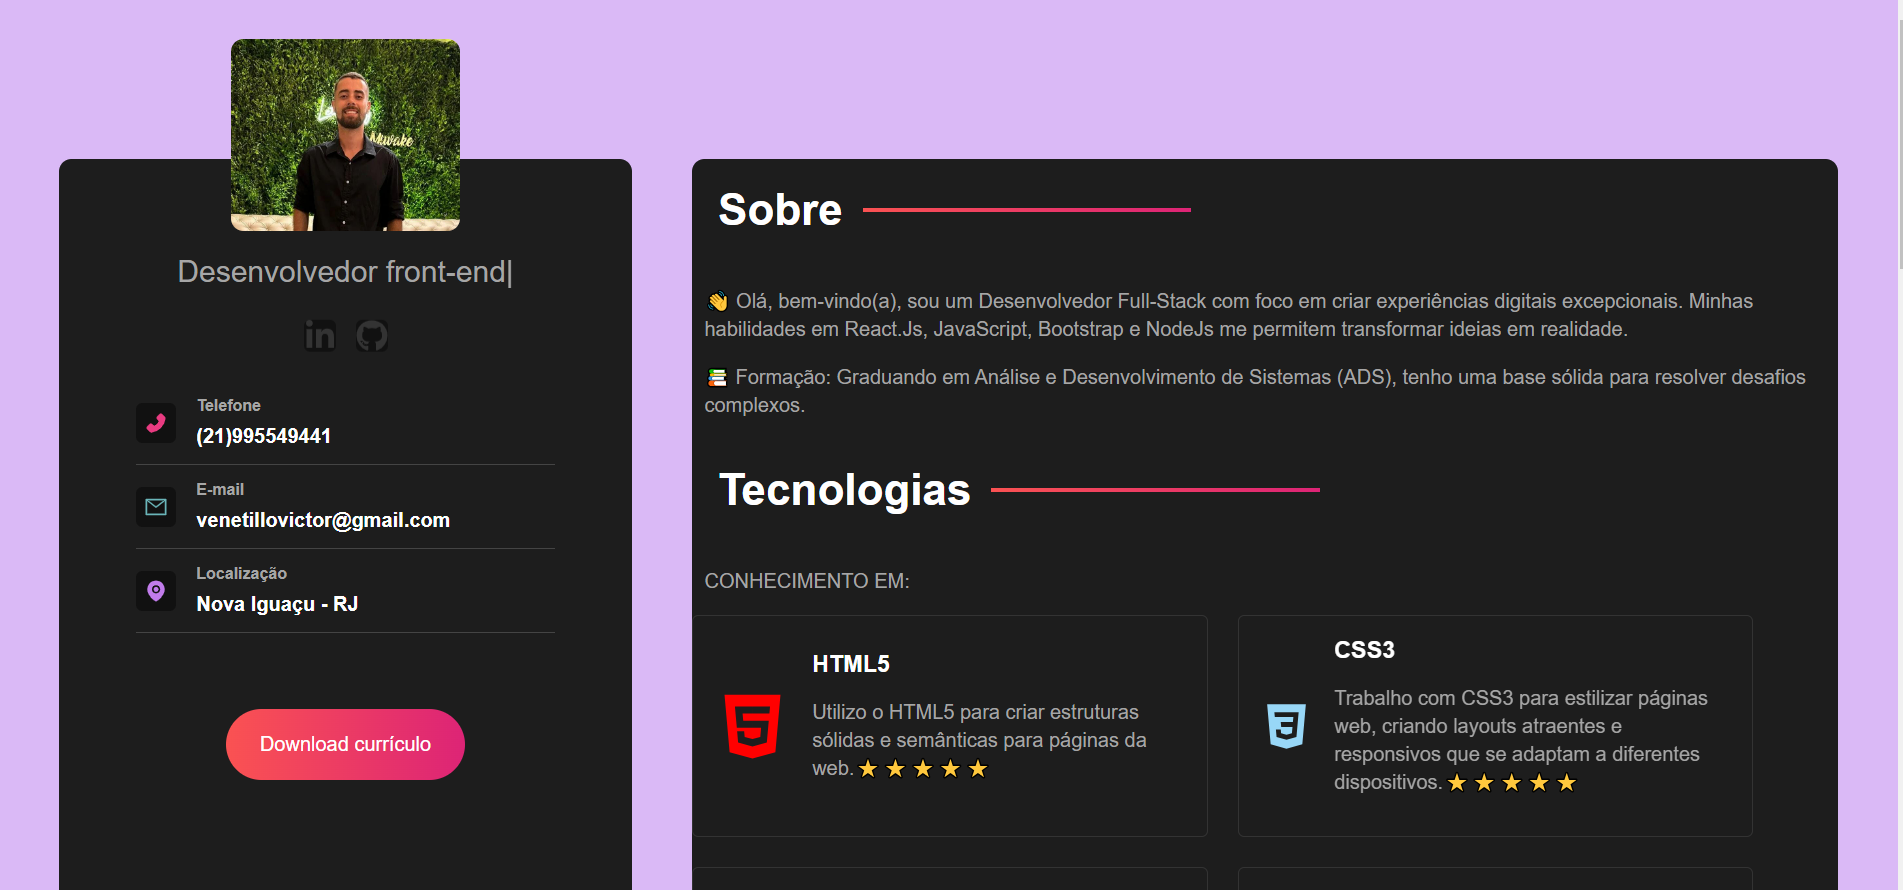 Mwake
Desenvolvedor front-end|
in
Telefone
(21)995549441
E-mail
venetillovictor@gmail.com
Localização
Nova Iguaçu - RJ
Download currículo
Sobre
👋 Olá, bem-vindo(a), sou um Desenvolvedor Full-Stack com foco em criar experiências digitais excepcionais. Minhas
habilidades em React.Js, JavaScript, Bootstrap e NodeJs me permitem transformar ideias em realidade.
📚 Formação: Graduando em Análise e Desenvolvimento de Sistemas (ADS), tenho uma base sólida para resolver desafios
complexos.
Tecnologias
CONHECIMENTO EM:
5
HTML5
Utilizo o HTML5 para criar estruturas
sólidas e semânticas para páginas da
web. ★ ★ ★ ★ ★
3
CSS3
Trabalho com CSS3 para estilizar páginas
web, criando layouts atraentes e
responsivos que se adaptam a diferentes
dispositivos. ★ ★ ★ ★ ★